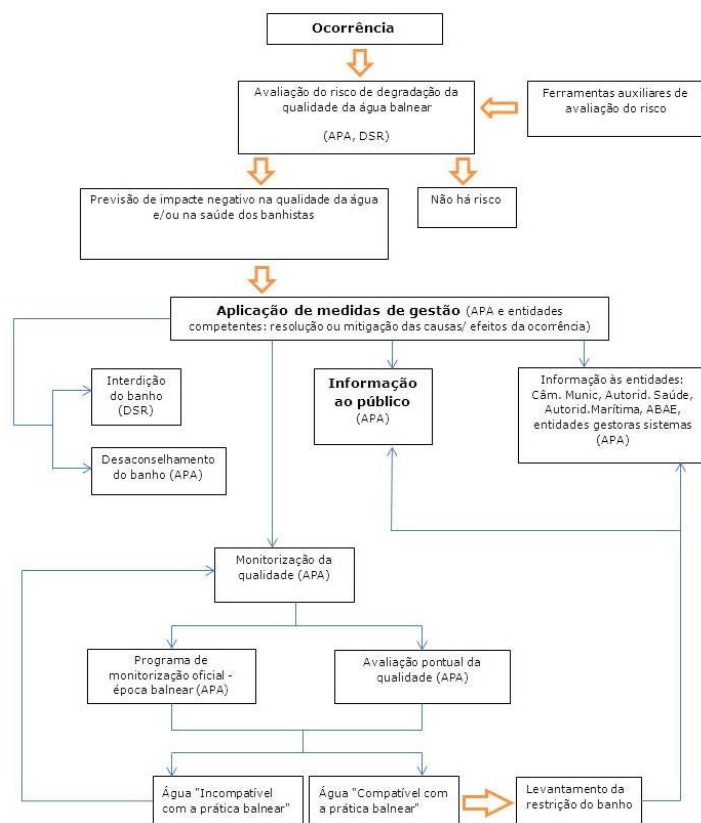 Ocorrência
Avaliação do risco de degradação da
qualidade da água balnear
(APA, DSR)
Ferramentas auxiliares de
avaliação do risco
Previsão de impacte negativo na qualidade da água
e/ou na saúde dos banhistas
Não há risco
Aplicação de medidas de gestão (APA e entidades
competentes: resolução ou mitigação das causas/ efeitos da ocorrência)
Interdição
do banho
(DSR)
Informação
ao público
(APA)
Informação às entidades:
Câm. Munic, Autorid. Saúde,
Autorid.Marítima, ABAE,
entidades gestoras sistemas
(APA)
Desaconselhamento
do banho (APA)
Monitorização da
qualidade (APA)
Programa de
monitorização oficial -
época balnear (APA)
Avaliação pontual da
qualidade (APA)
Água "Incompatível
com a prática balnear"
Água "Compatível com
a prática balnear"
Levantamento da
restrição do banho